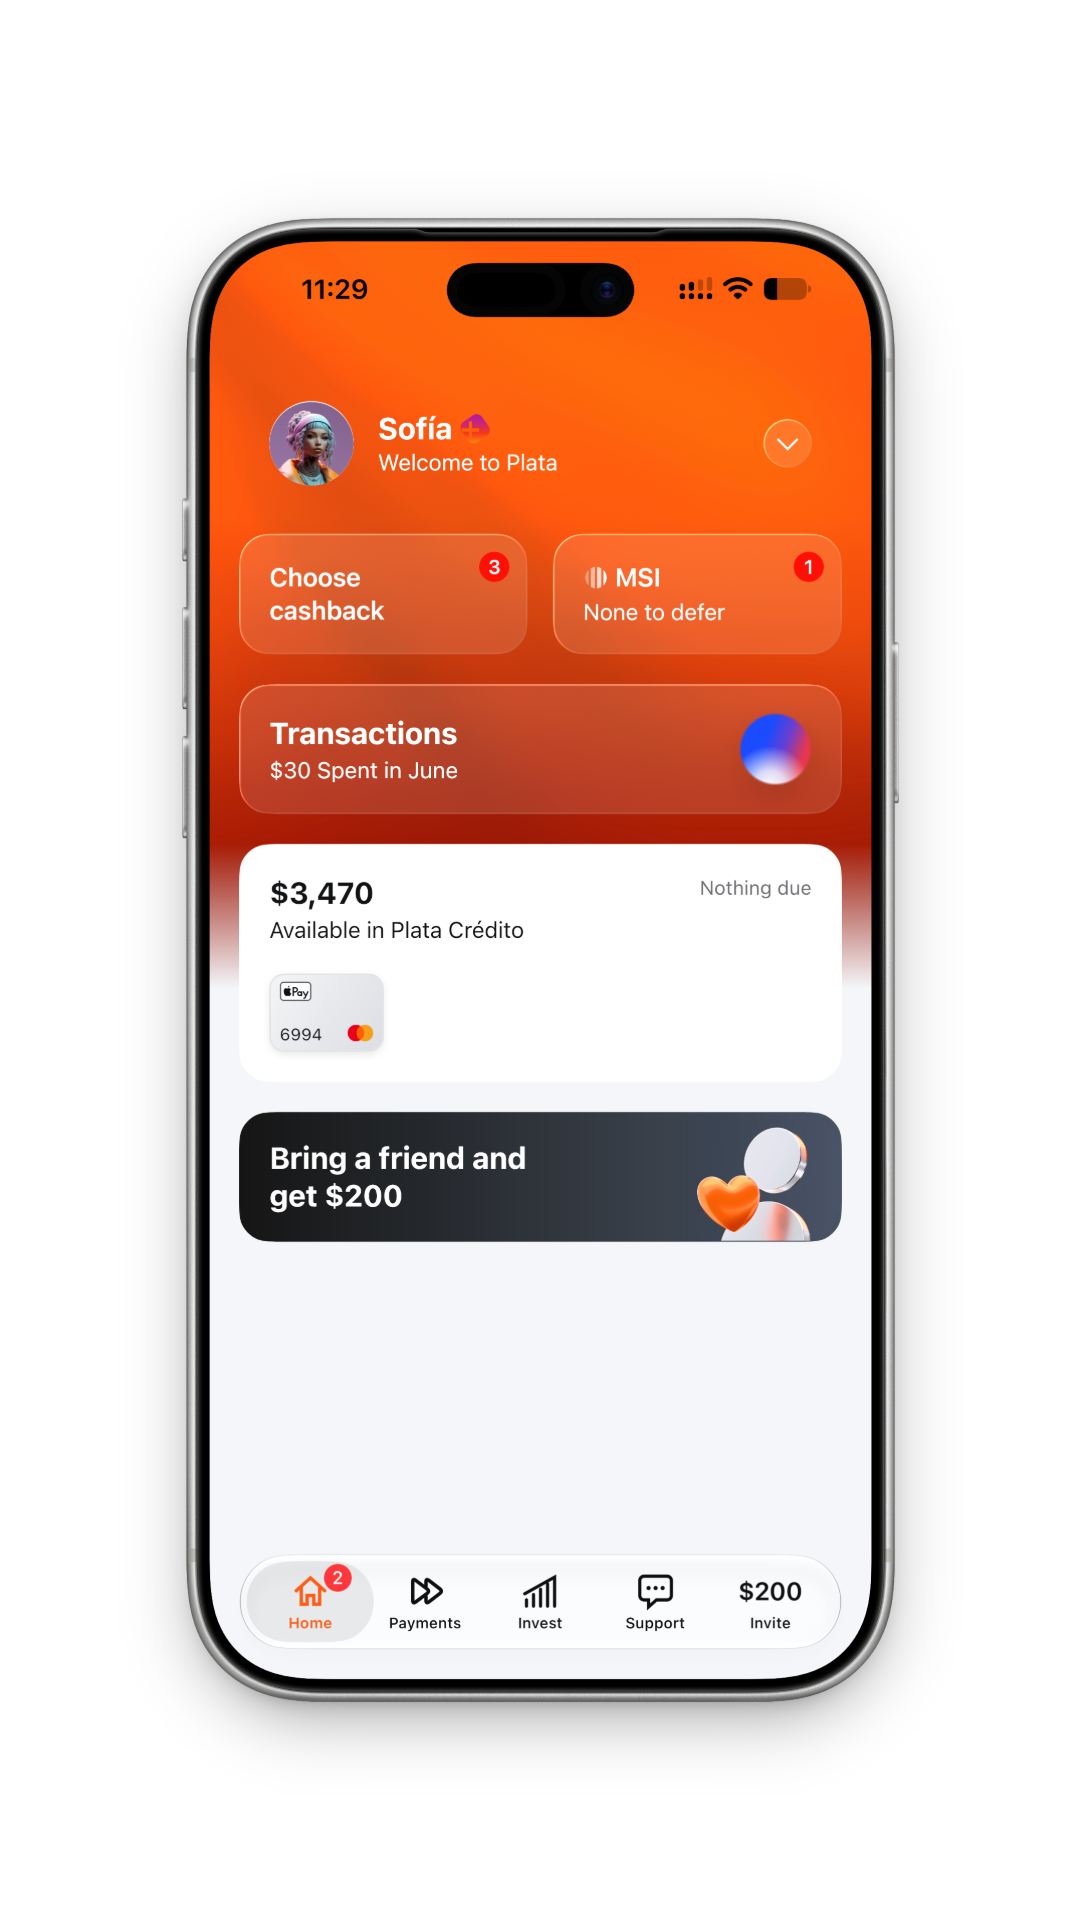 11:29
Sofía
Welcome to Plata
Choose
cashback
3
MSI
None to defer
1
Transactions
$30 Spent in June
$3,470
Nothing due
Available in Plata Crédito
Pay
6994
Bring a friend and
get $200
2
Home
Payments
Invest
Support
$200
Invite